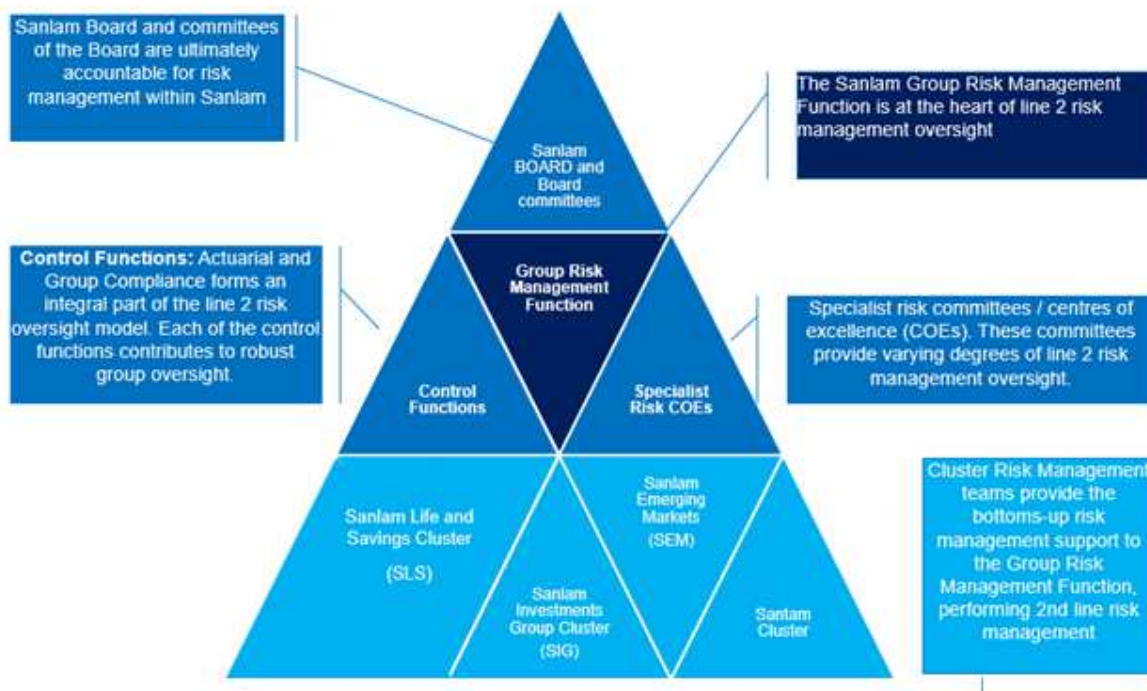 Sanlam Board and committees
of the Board are ultimately
accountable for risk
management within Sanlam
The Sanlam Group Risk Management
Function is at the heart of line 2 risk
management oversight
Sanlam
BOARD and
Board
committees
Control Functions: Actuarial and
Group Compliance forms an
integral part of the line 2 risk
oversight model. Each of the control
functions contributes to robust
group oversight.
Group Risk
Management
Function
Specialist risk committees / centres of
excellence (COEs). These committees
provide varying degrees of line 2 risk
management oversight.
Control
Functions
Specialist
Risk COEs
Cluster Risk Management
teams provide the
bottoms-up risk
management support to
the Group Risk
Management Function,
performing 2nd line risk
management
Sanlam Life and
Savings Cluster
(SLS)
Sanlam
Investments
Group Cluster
(SIG)
Sanlam
Emerging
Markets
(SEM)
Santam
Cluster